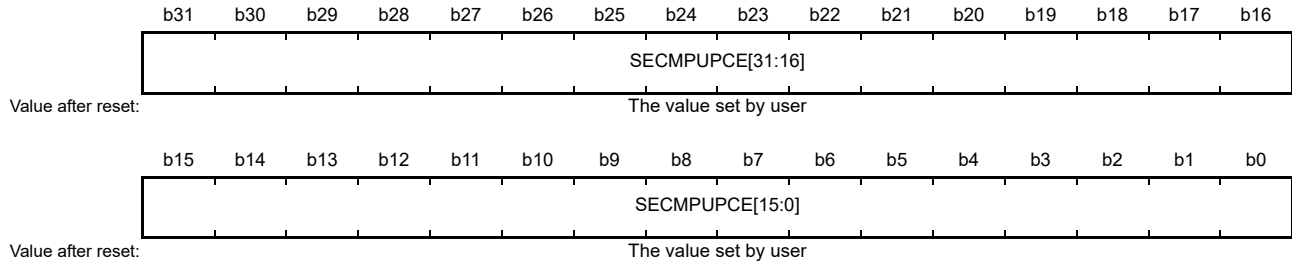 b31 b30 b29 b28 b27 b26 b25 b24 b23 b22 b21 b20 b19 b18 b17 b16
SECMPUPCE[31:16]
Value after reset: The value set by user
b15 b14 b13 b12 b11 b10 b9 b8 b7 b6 b5 b4 b3 b2 b1 b0
SECMPUPCE[15:0]
Value after reset: The value set by user